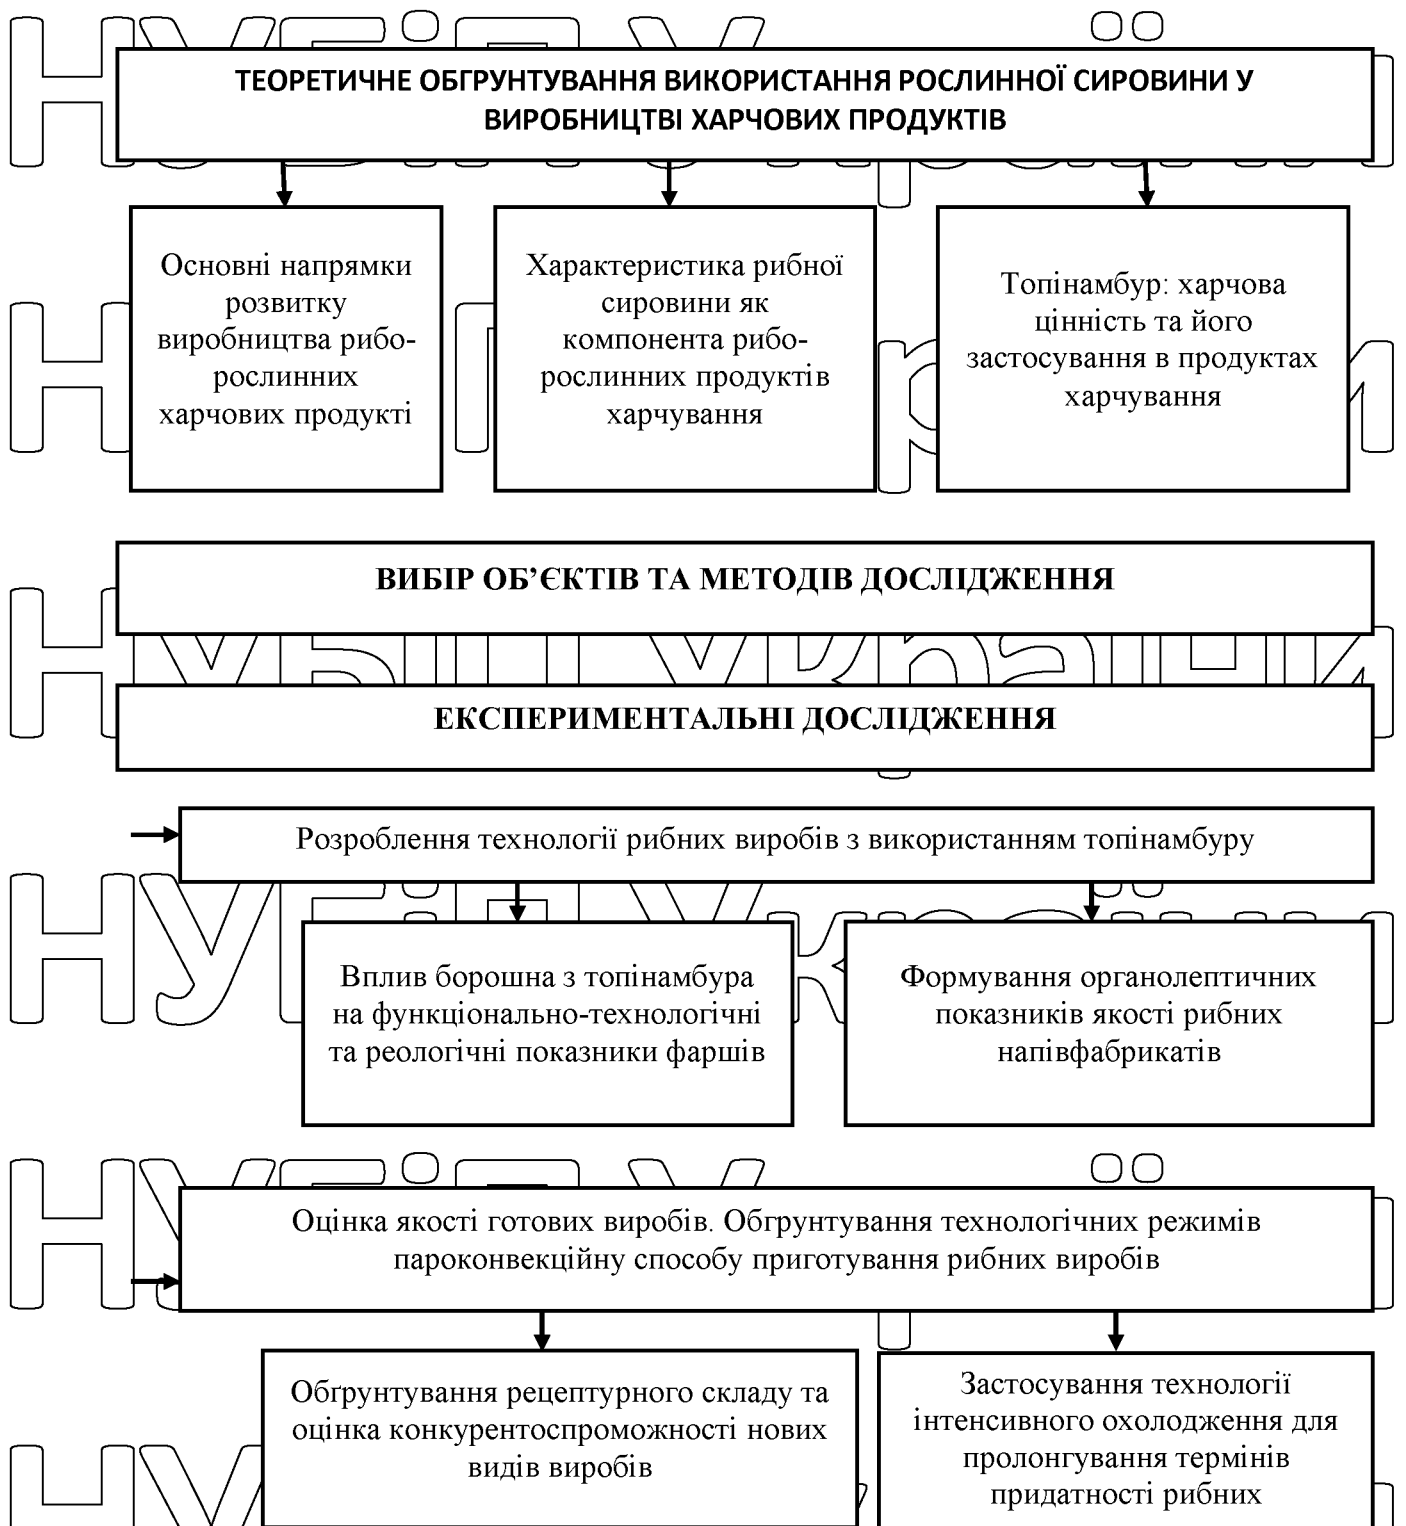 ТЕОРЕТИЧНЕ ОБГРУНТУВАННЯ ВИКОРИСТАННЯ РОСЛИННОЇ СИРОВИНИ У
ВИРОБНИЦТВІ ХАРЧОВИХ ПРОДУКТІВ
Основні напрямки
розвитку
виробництва рибо-
рослинних
харчових продукті
Характеристика рибної
сировини як
компонента рибо-
рослинних продуктів
харчування
Топінамбур: харчова
цінність та його
застосування в продуктах
харчування
ВИБІР ОБ’ЄКТІВ ТА МЕТОДІВ ДОСЛІДЖЕННЯ
ЕКСПЕРИМЕНТАЛЬНІ ДОСЛІДЖЕННЯ
Розроблення технології рибних виробів з використанням топінамбуру
Вплив борошна з топінамбура
на функціонально-технологічні
та реологічні показники фаршів
Формування органолептичних
показників якості рибних
напівфабрикатів
Оцінка якості готових виробів. Обгрунтування технологічних режимів
пароконвекційну способу приготування рибних виробів
Обґрунтування рецептурного складу та
оцінка конкурентоспроможності нових
видів виробів
Застосування технології
інтенсивного охолодження для
пролонгування термінів
придатності рибних